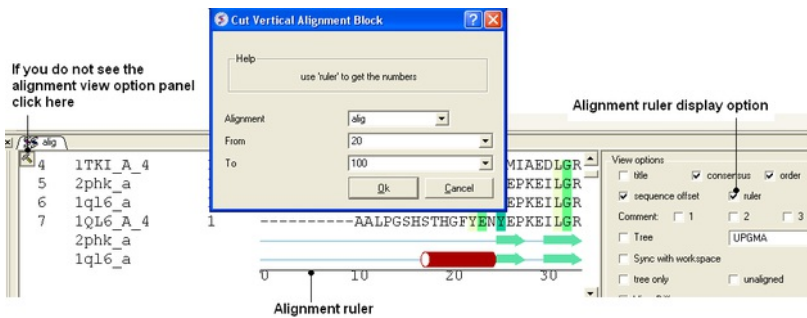 Cut Vertical Alignment Block
Help
use 'ruler' to get the numbers
Alignment
alig
From
20
To
100
Ok
Cancel
If you do not see the
alignment view option panel
click here
Alignment ruler display option
alig
4 1TKI_A_4 MIAEDLGR
5 2phk_a EPKEILGR
6 1ql6_a EPKEILGR
7 1QL6_A_4 1 -----------AALPGSHSTHGFYENYEPKEILGR
2phk_a
1ql6_a
0 10 20 30
View options
title consensus order
sequence offset ruler
Comment: 1 2 3
Tree UPGMA
Sync with workspace
tree only unaligned
Alignment ruler